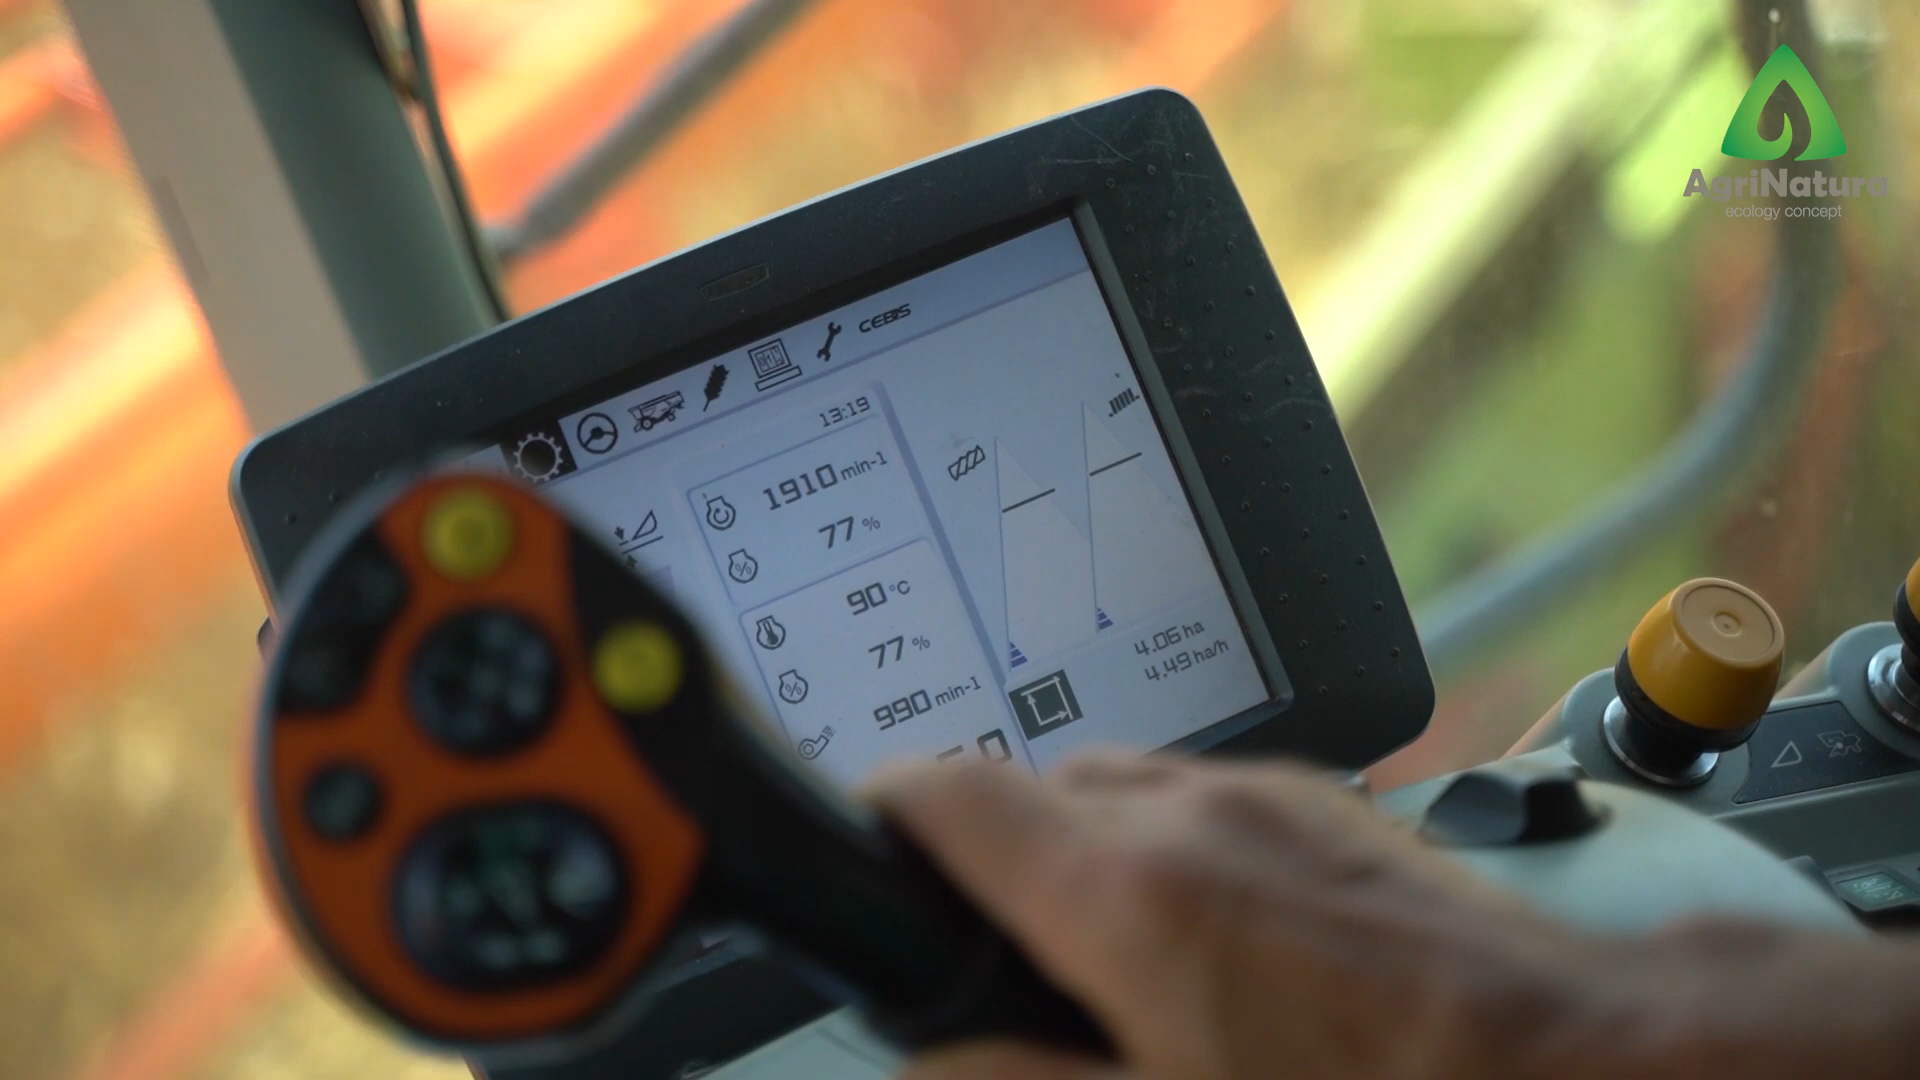 AgriNatura
ecology concept
CEBIS
13:19
1910 min-1
77 %
90 °C
77 %
990 min-1
4.06 ha
4.49 ha/h